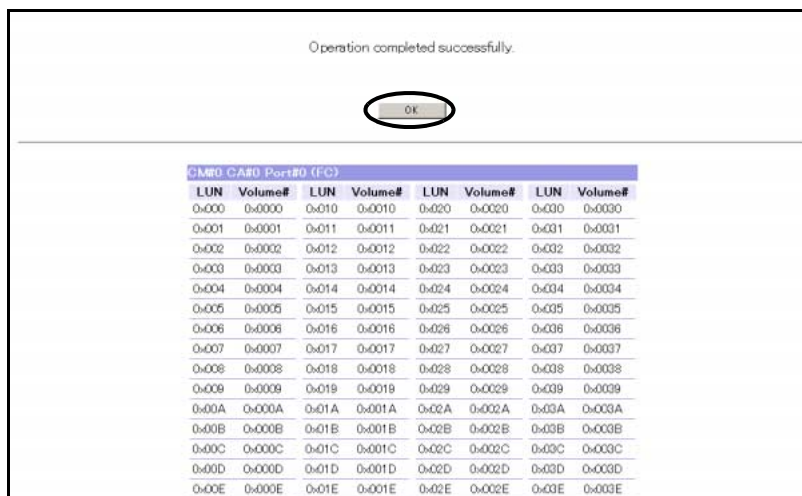 Operation completed successfully.
OK
CM#0 CA#0 Port#0 (FC)
LUN Volume# LUN Volume# LUN Volume# LUN Volume#
0x000 0x0000 0x010 0x0010 0x020 0x0020 0x030 0x0030
0x001 0x0001 0x011 0x0011 0x021 0x0021 0x031 0x0031
0x002 0x0002 0x012 0x0012 0x022 0x0022 0x032 0x0032
0x003 0x0003 0x013 0x0013 0x023 0x0023 0x033 0x0033
0x004 0x0004 0x014 0x0014 0x024 0x0024 0x034 0x0034
0x005 0x0005 0x015 0x0015 0x025 0x0025 0x035 0x0035
0x006 0x0006 0x016 0x0016 0x026 0x0026 0x036 0x0036
0x007 0x0007 0x017 0x0017 0x027 0x0027 0x037 0x0037
0x008 0x0008 0x018 0x0018 0x028 0x0028 0x038 0x0038
0x009 0x0009 0x019 0x0019 0x029 0x0029 0x039 0x0039
0x00A 0x000A 0x01A 0x001A 0x02A 0x002A 0x03A 0x003A
0x00B 0x000B 0x01B 0x001B 0x02B 0x002B 0x03B 0x003B
0x00C 0x000C 0x01C 0x001C 0x02C 0x002C 0x03C 0x003C
0x00D 0x000D 0x01D 0x001D 0x02D 0x002D 0x03D 0x003D
0x00E 0x000E 0x01E 0x001E 0x02E 0x002E 0x03E 0x003E